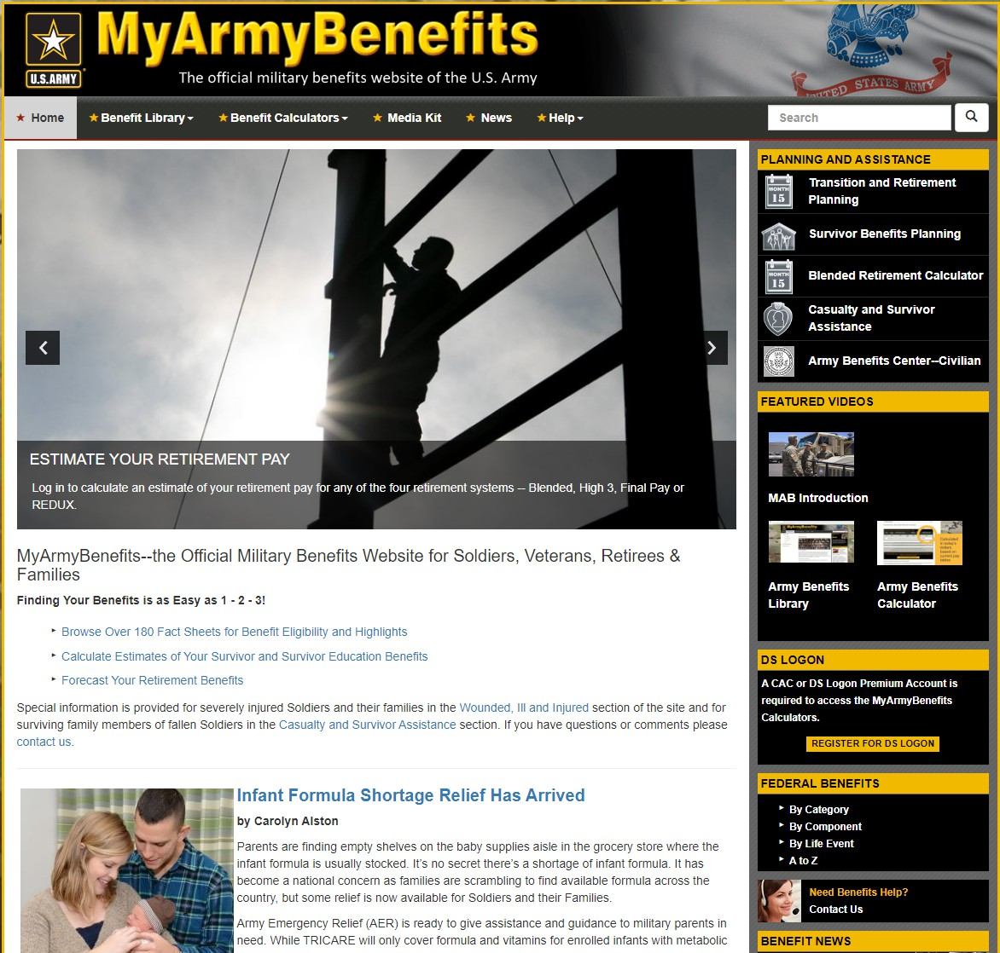 MyArmyBenefits
U.S.ARMY
The official military benefits website of the U.S. Army
UNITED STATES ARMY
Home
Benefit Library
Benefit Calculators
Media Kit
News
Help
Search
ESTIMATE YOUR RETIREMENT PAY
Log in to calculate an estimate of your retirement pay for any of the four retirement systems -- Blended, High 3, Final Pay or
REDUX.
MyArmyBenefits--the Official Military Benefits Website for Soldiers, Veterans, Retirees &
Families
Finding Your Benefits is as Easy as 1 - 2 - 3!
Browse Over 180 Fact Sheets for Benefit Eligibility and Highlights
Calculate Estimates of Your Survivor and Survivor Education Benefits
Forecast Your Retirement Benefits
Special information is provided for severely injured Soldiers and their families in the Wounded, Ill and Injured section of the site and for
surviving family members of fallen Soldiers in the Casualty and Survivor Assistance section. If you have questions or comments please
contact us.
Infant Formula Shortage Relief Has Arrived
by Carolyn Alston
Parents are finding empty shelves on the baby supplies aisle in the grocery store where the
infant formula is usually stocked. It's no secret there's a shortage of infant formula. It has
become a national concern as families are scrambling to find available formula across the
country, but some relief is now available for Soldiers and their Families.
Army Emergency Relief (AER) is ready to give assistance and guidance to military parents in
need. While TRICARE will only cover formula and vitamins for enrolled infants with metabolic
PLANNING AND ASSISTANCE
MONTH
15
Transition and Retirement
Planning
Survivor Benefits Planning
MONTH
15
Blended Retirement Calculator
Casualty and Survivor
Assistance
Army Benefits Center--Civilian
FEATURED VIDEOS
MAB Introduction
MyArmyBenefits
Army Benefits
Library
Army Benefits
Calculator
DS LOGON
A CAC or DS Logon Premium Account is
required to access the MyArmyBenefits
Calculators.
REGISTER FOR DS LOGON
FEDERAL BENEFITS
By Category
By Component
By Life Event
A to Z
Need Benefits Help?
Contact Us
BENEFIT NEWS